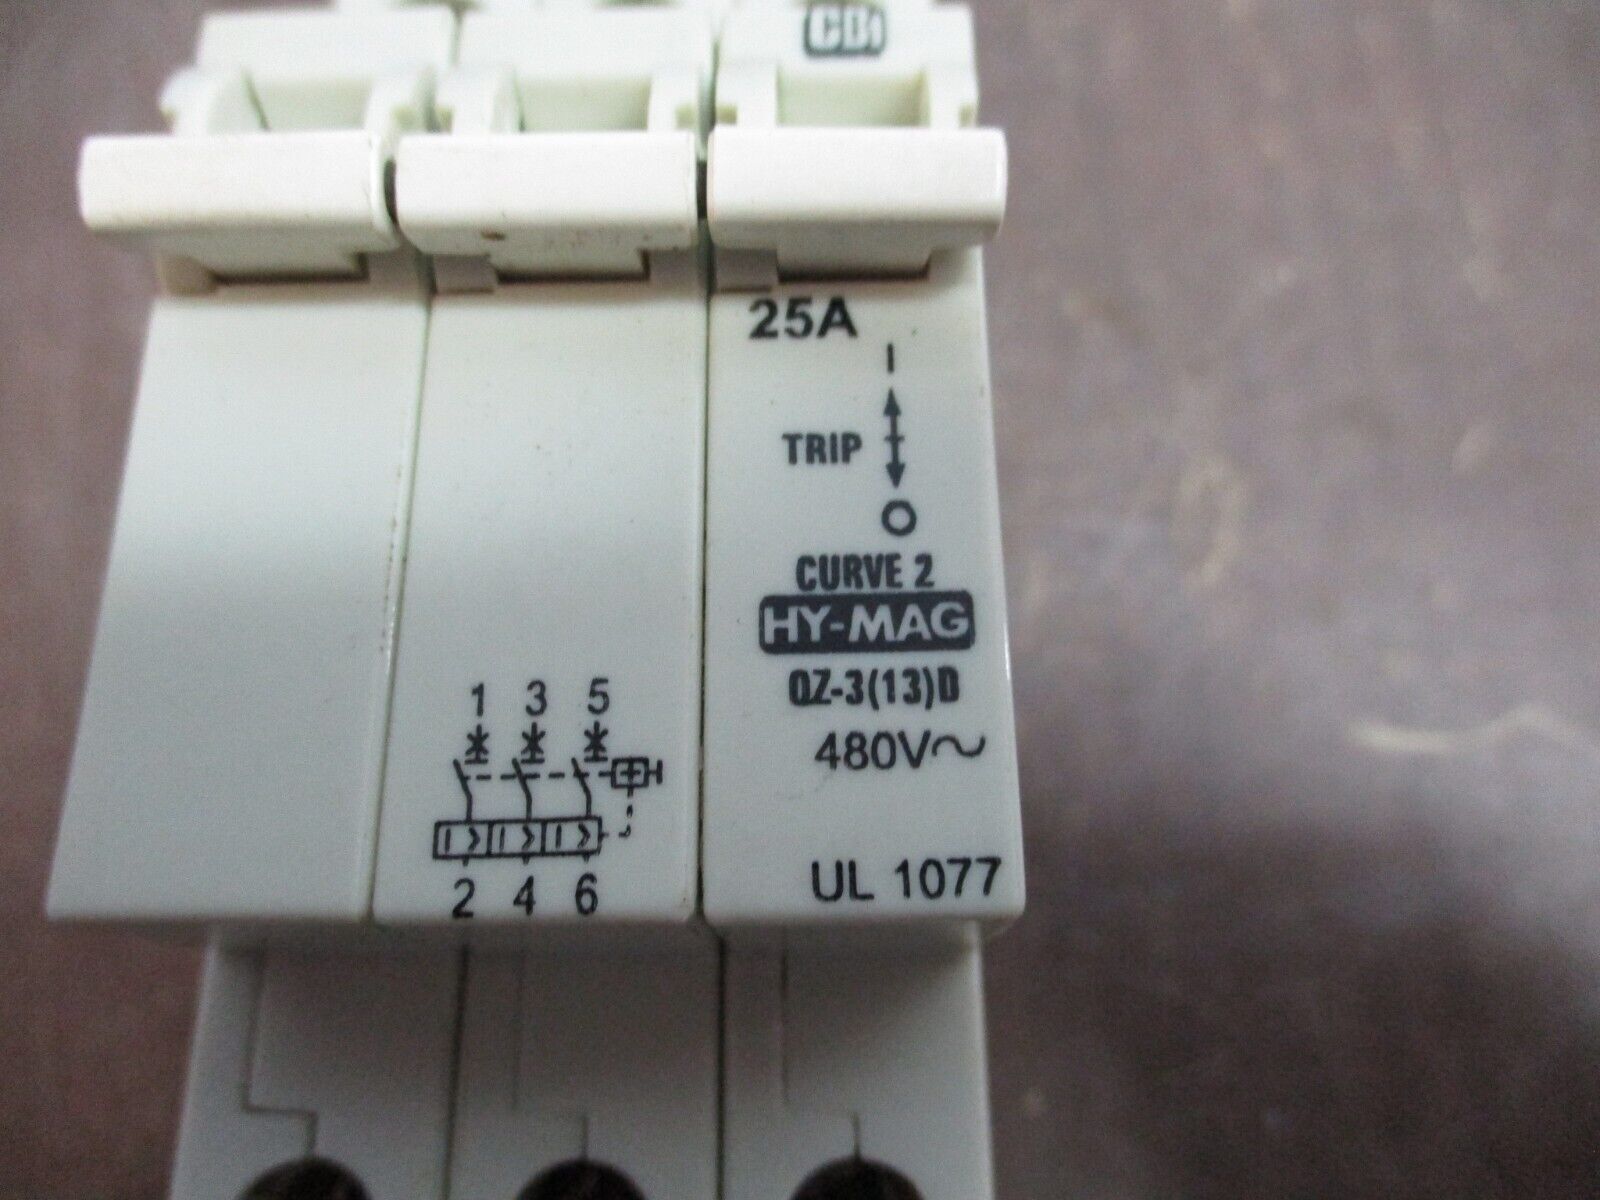 CBI
25A
I
TRIP
O
CURVE 2
HY-MAG
QZ-3(13)D
480V~
UL 1077
1 3 5
2 4 6